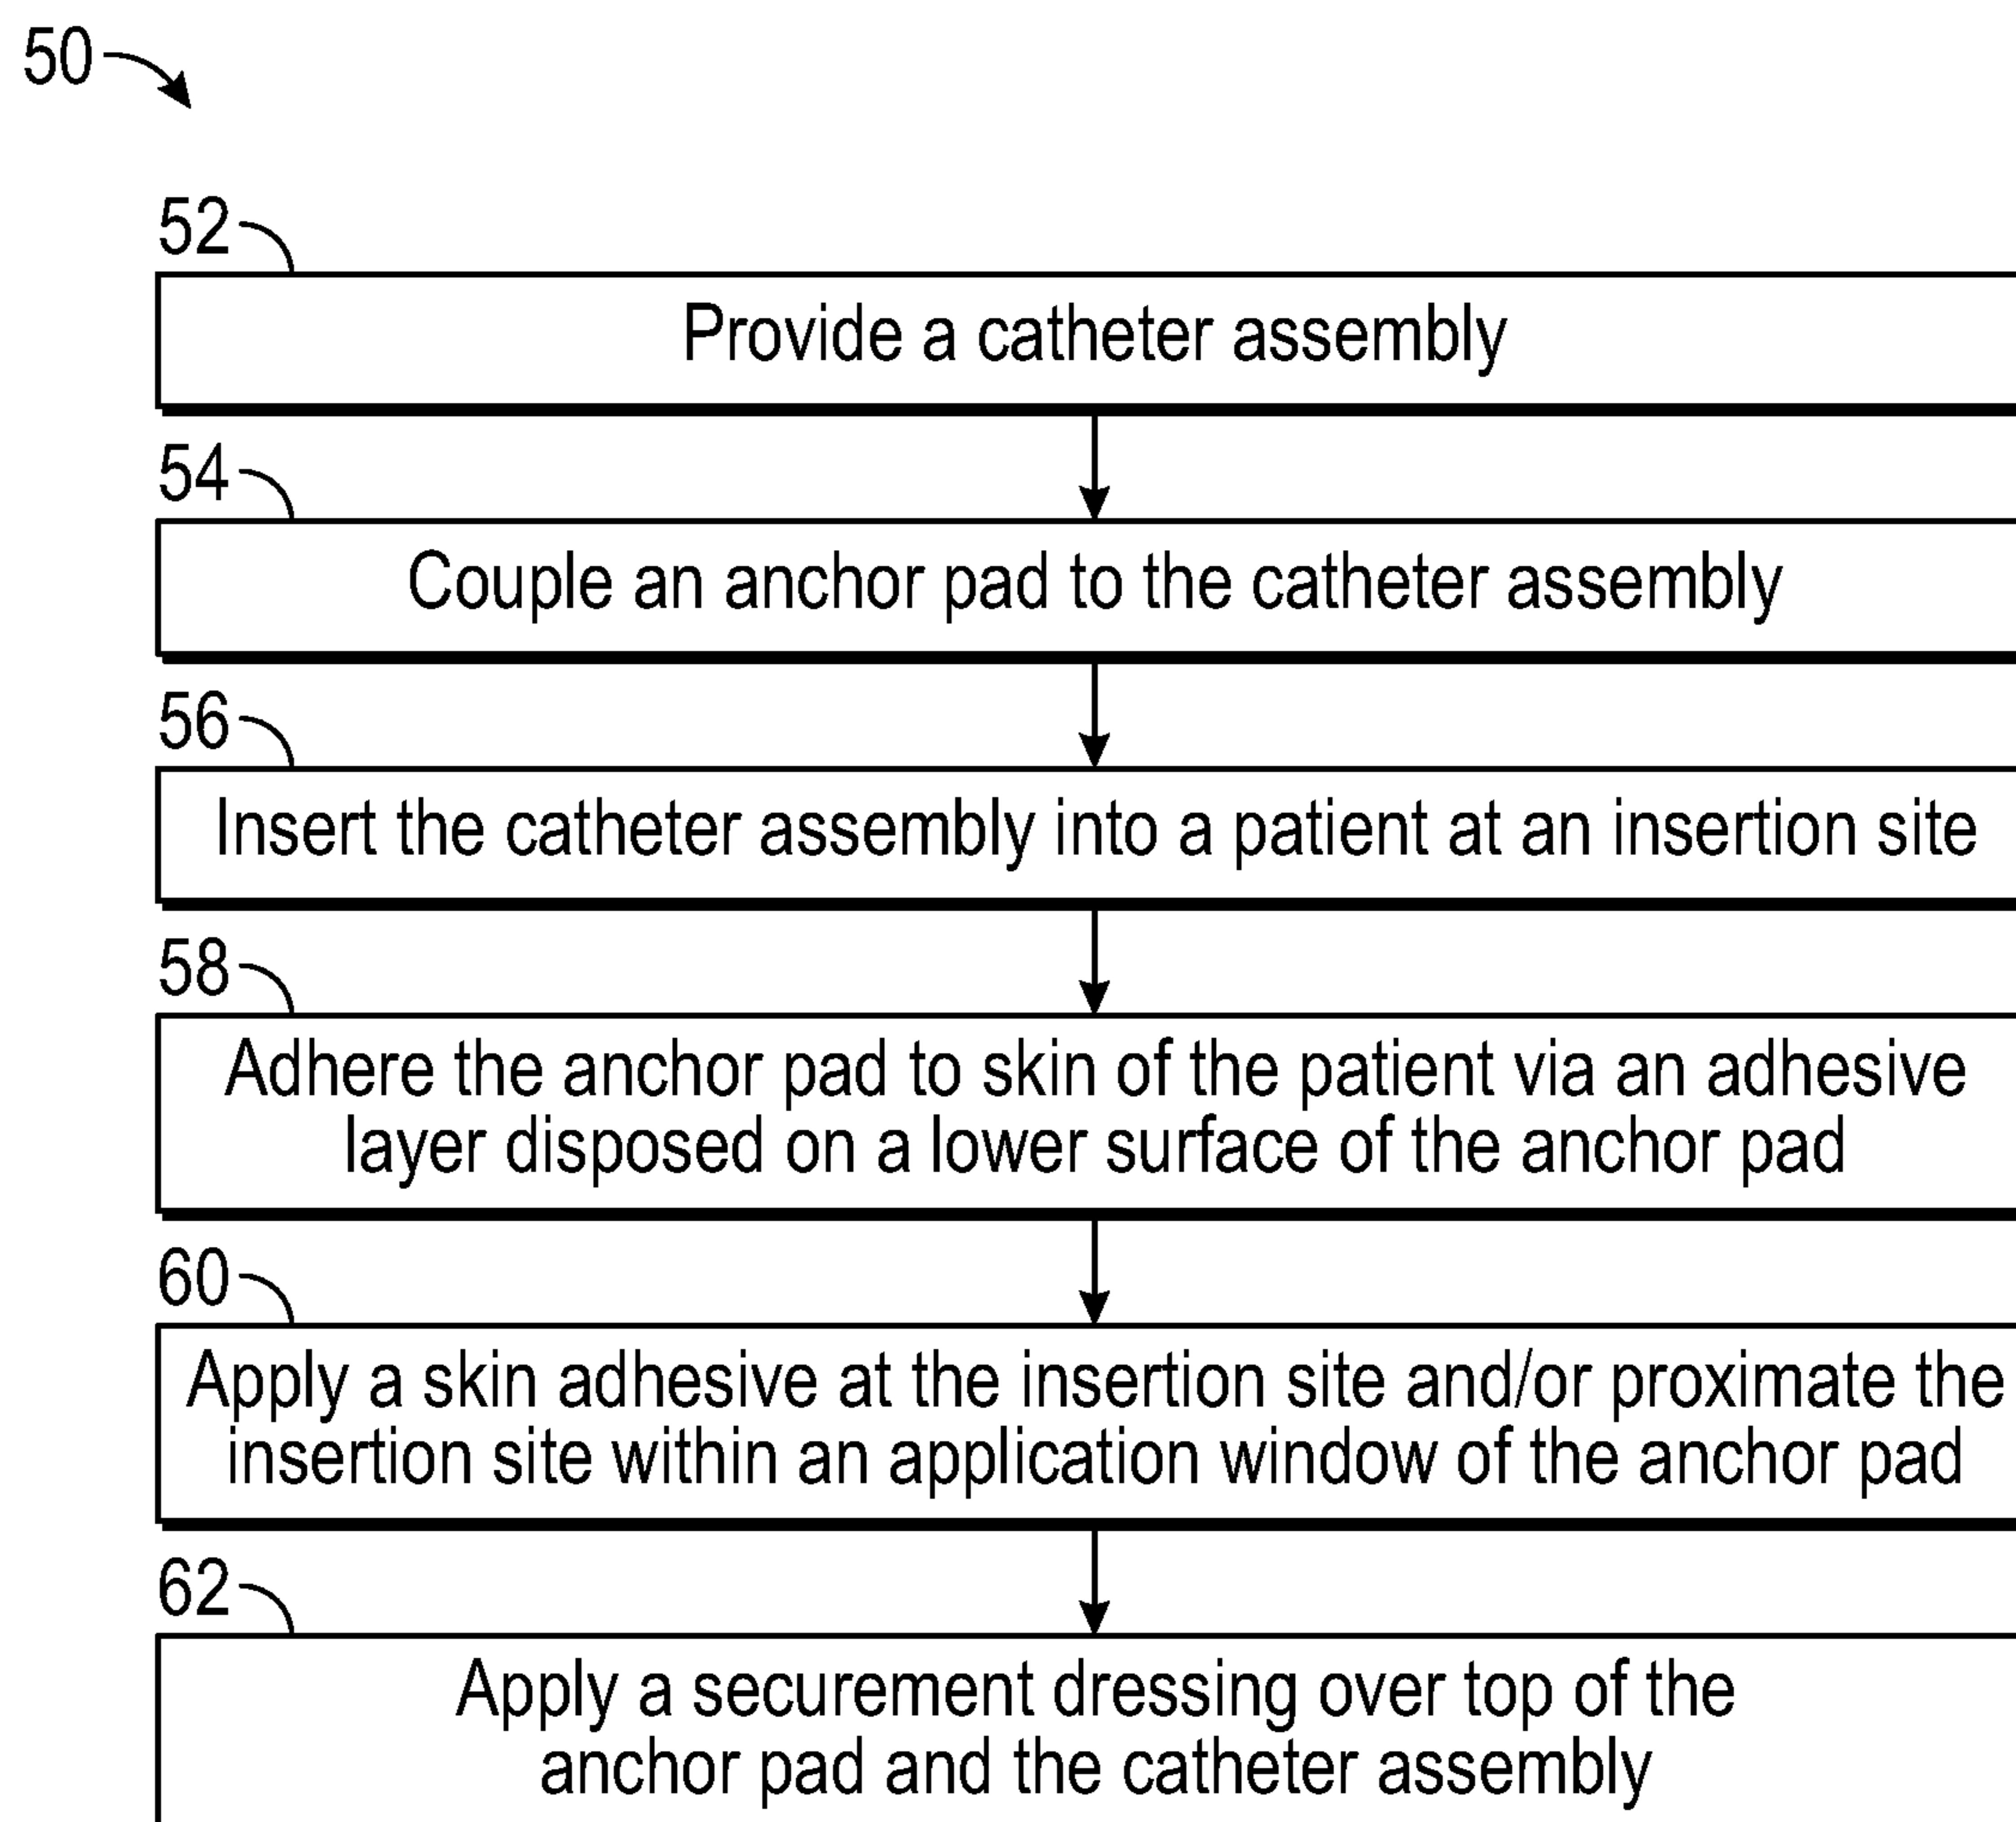 50
52
Provide a catheter assembly
54
Couple an anchor pad to the catheter assembly
56
Insert the catheter assembly into a patient at an insertion site
58
Adhere the anchor pad to skin of the patient via an adhesive
layer disposed on a lower surface of the anchor pad
60
Apply a skin adhesive at the insertion site and/or proximate the
insertion site within an application window of the anchor pad
62
Apply a securement dressing over top of the
anchor pad and the catheter assembly